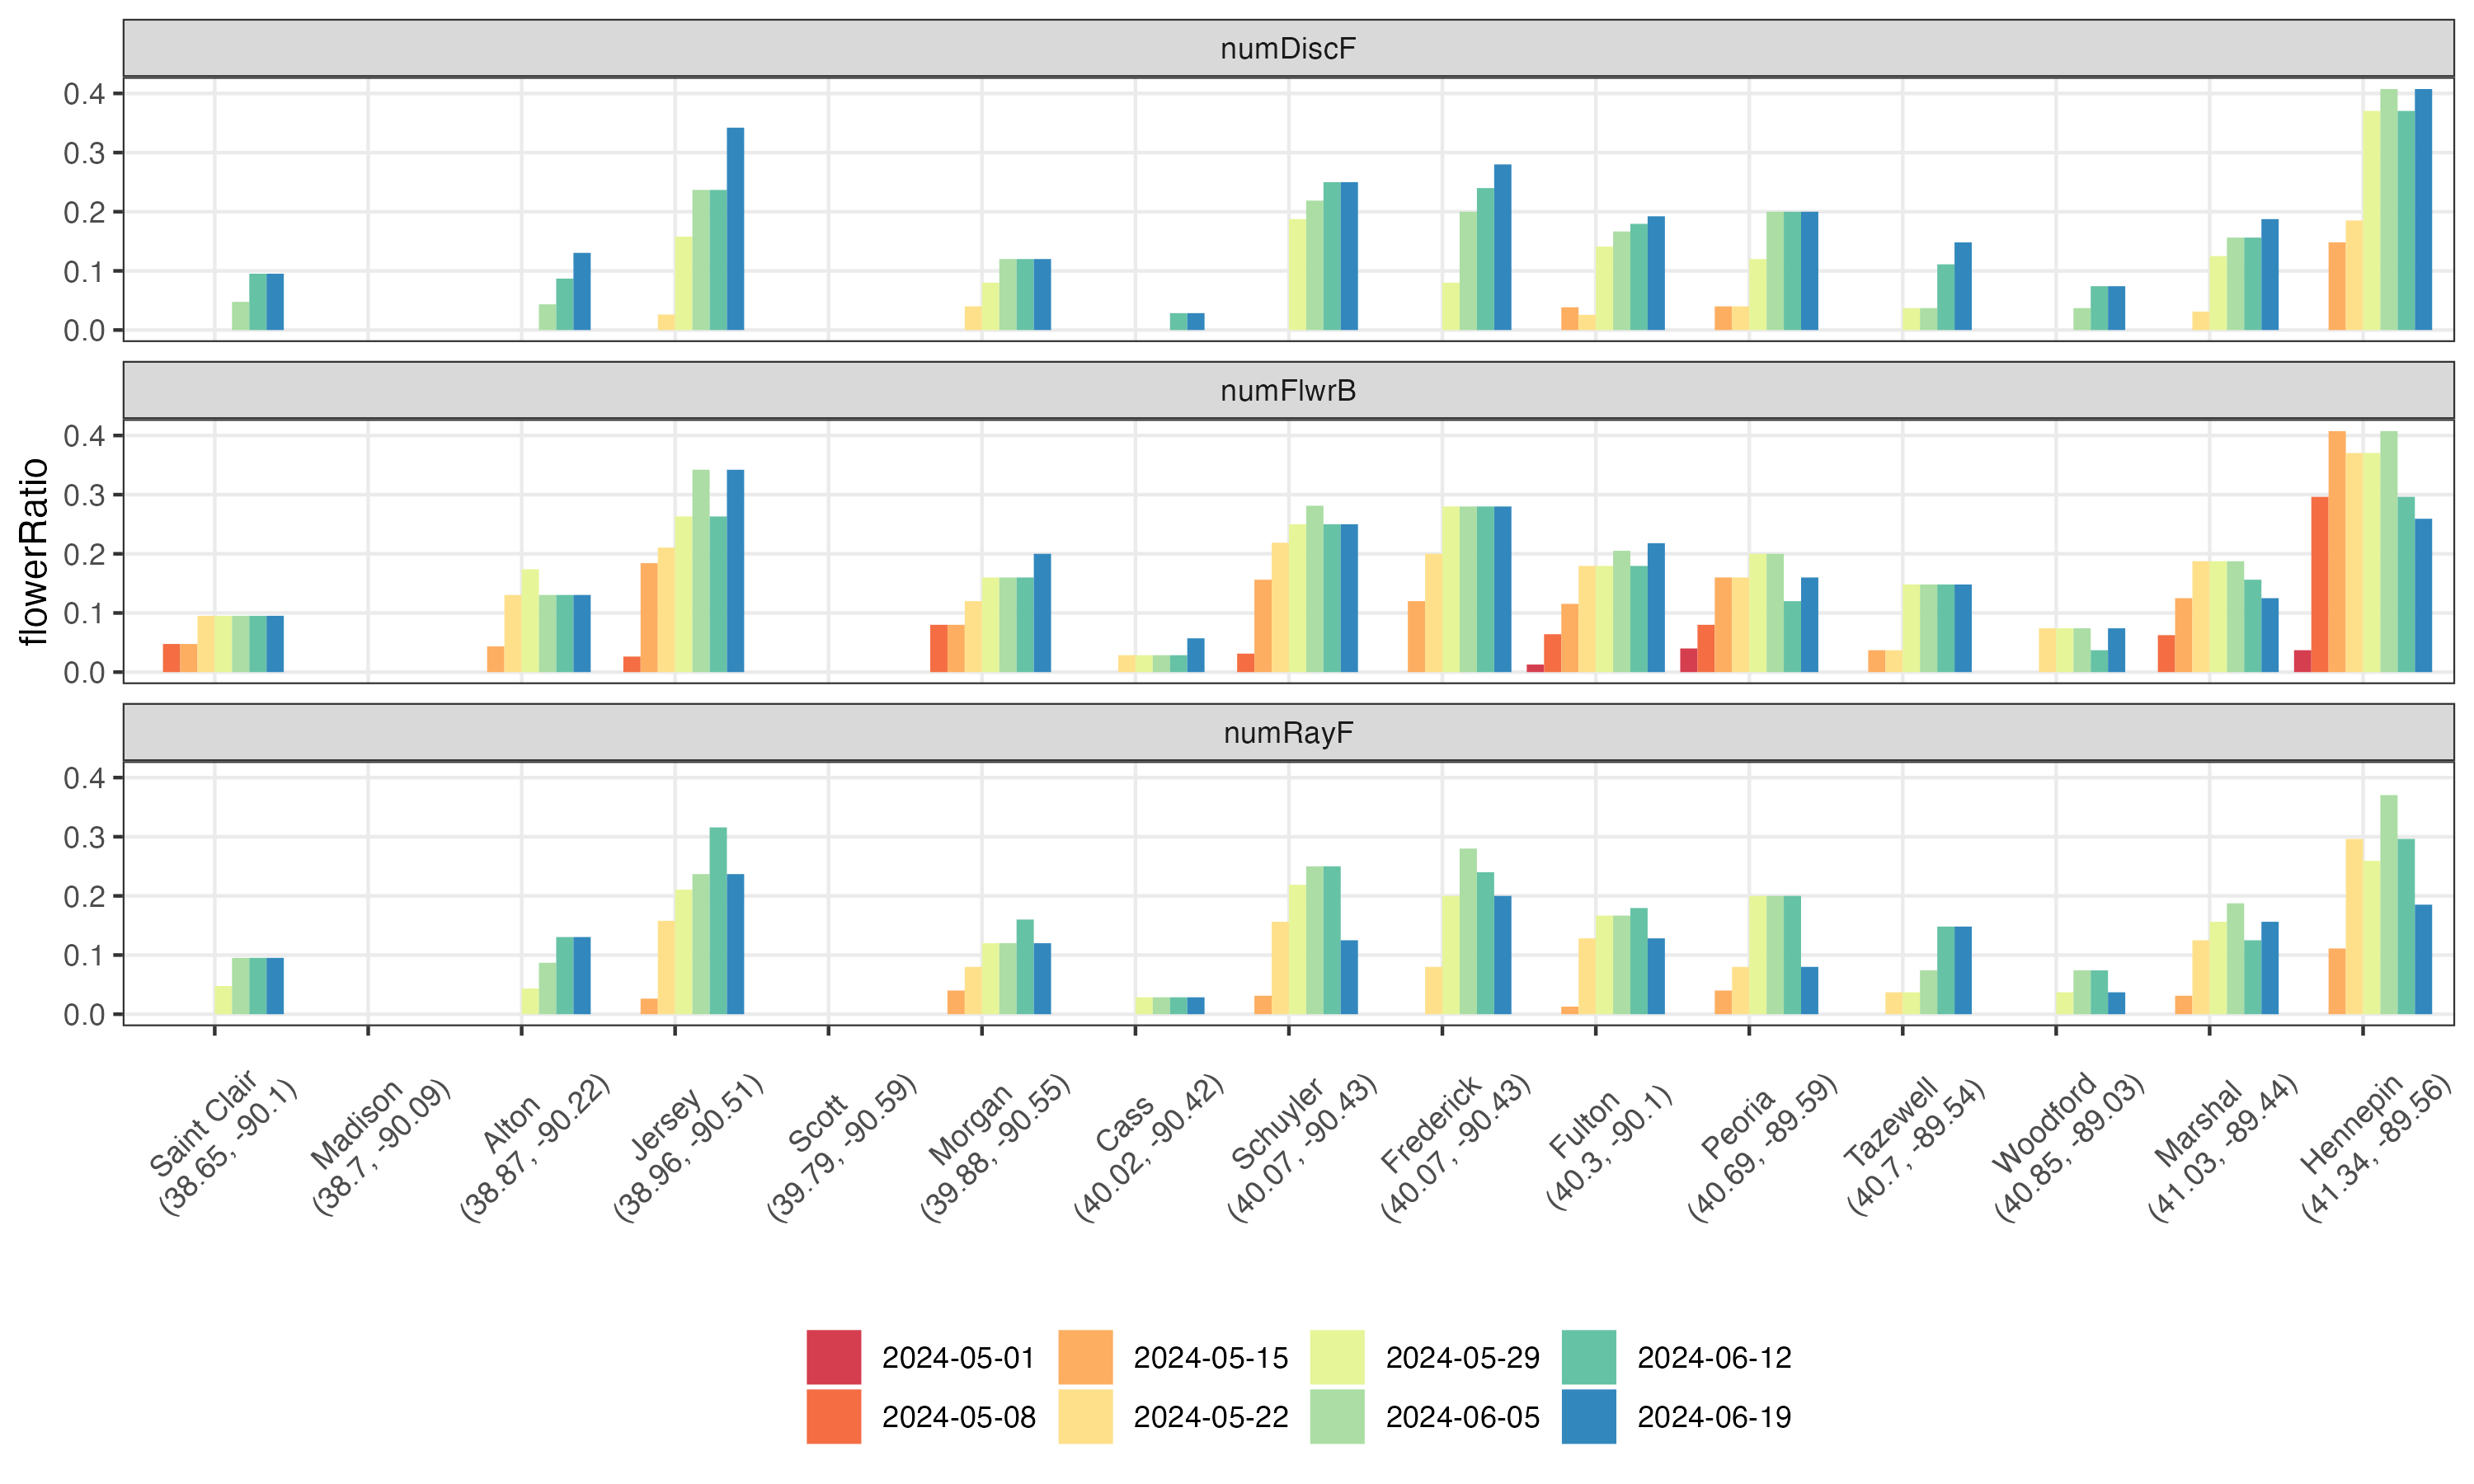 numDiscF
0.4
0.3
0.2
0.1
0.0
numFlwrB
0.4
0.3
0.2
0.1
0.0
flowerRatio
numRayF
0.4
0.3
0.2
0.1
0.0
Saint Clair
(38.65, -90.1)
Madison
(38.7, -90.09)
Alton
(38.87, -90.22)
Jersey
(38.96, -90.51)
Scott
(39.79, -90.59)
Morgan
(39.88, -90.55)
Cass
(40.02, -90.42)
Schuyler
(40.07, -90.43)
Frederick
(40.07, -90.43)
Fulton
(40.3, -90.1)
Peoria
(40.69, -89.59)
Tazewell
(40.7, -89.54)
Woodford
(40.85, -89.03)
Marshal
(41.03, -89.44)
Hennepin
(41.34, -89.56)
2024-05-01
2024-05-15
2024-05-29
2024-06-12
2024-05-08
2024-05-22
2024-06-05
2024-06-19